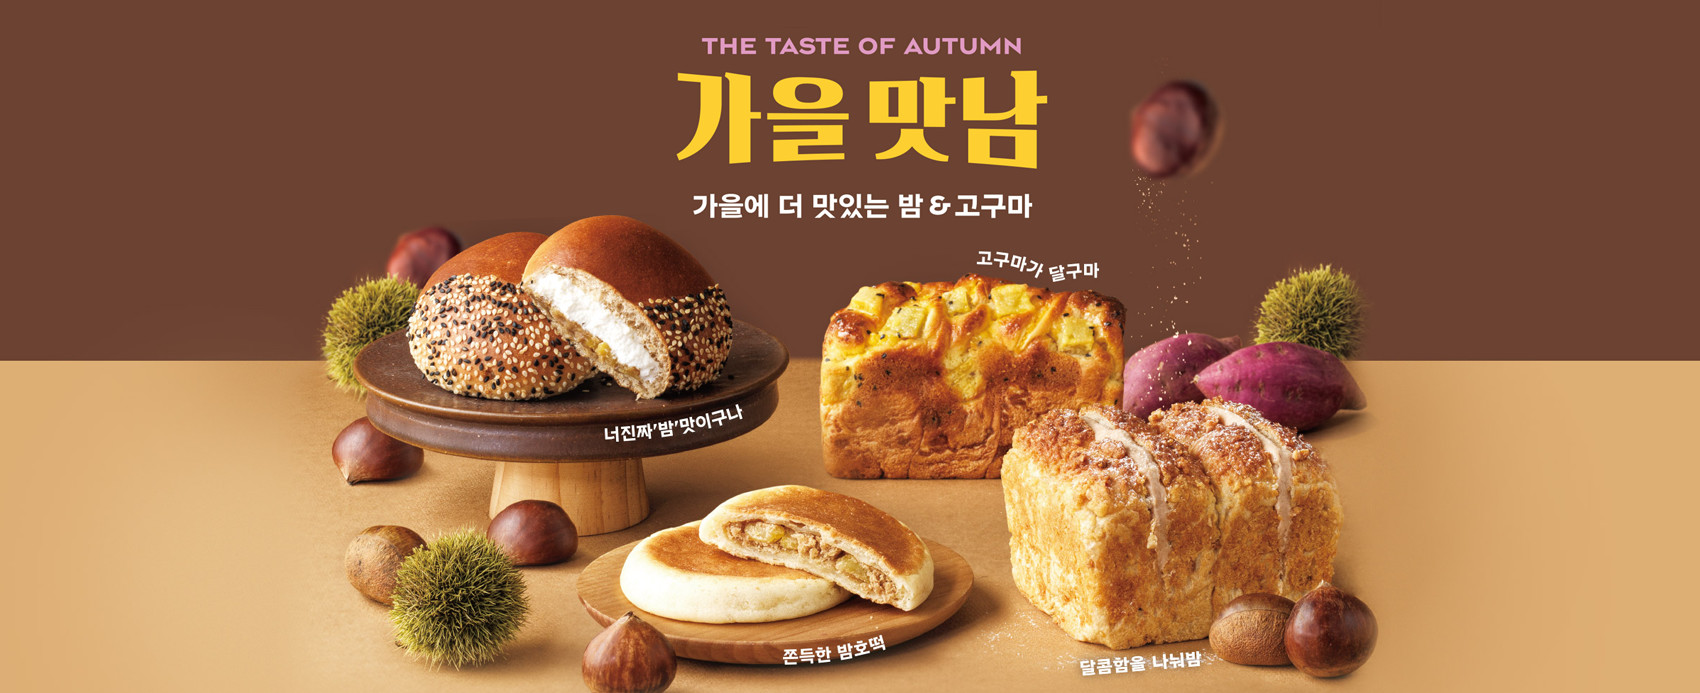 THE TASTE OF AUTUMN
가을 맛남
가을에 더 맛있는 밤 & 고구마
고구마가 달구마
너진짜'밤'맛이구나
쫀득한 밤호떡
달콤함을 나눠밤